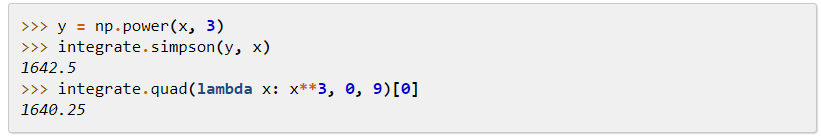 >>> y = np.power(x, 3)
>>> integrate.simpson(y, x)
1642.5
>>> integrate.quad(lambda x: x**3, 0, 9)[0]
1640.25